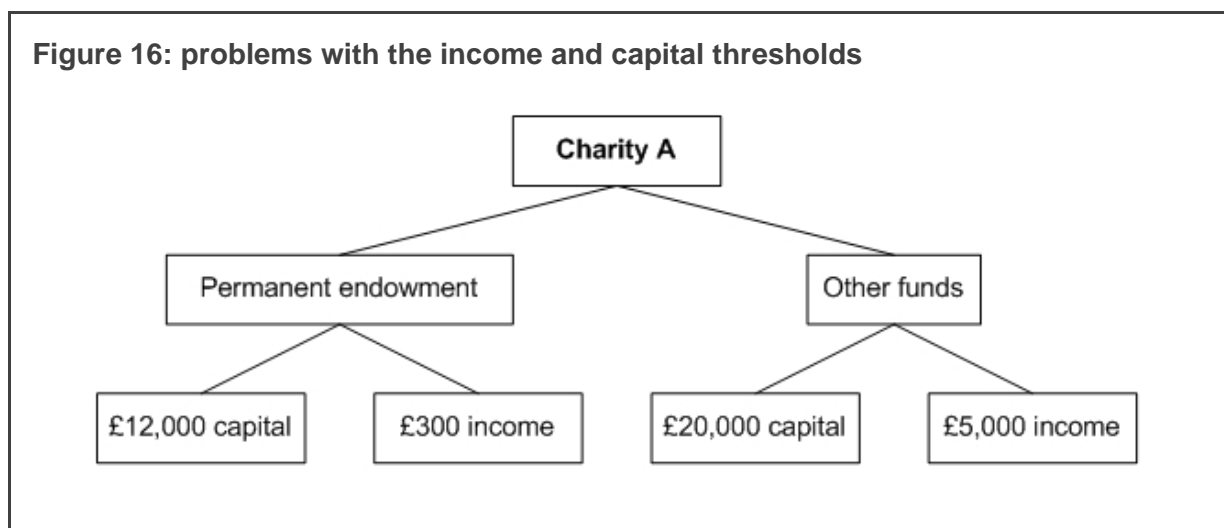 Figure 16: problems with the income and capital thresholds
Charity A
Permanent endowment
Other funds
£12,000 capital
£300 income
£20,000 capital
£5,000 income